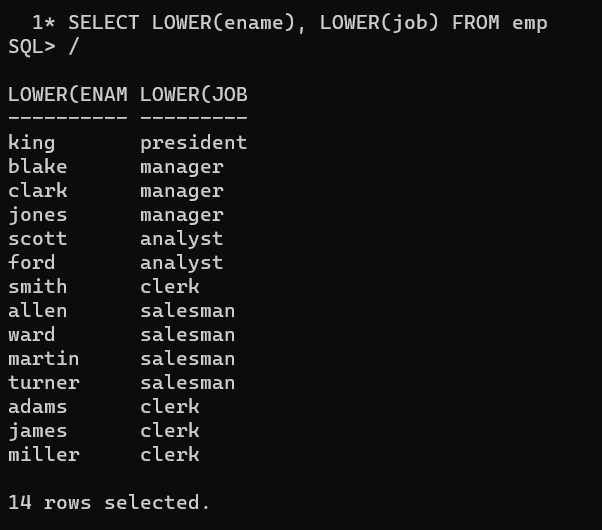 1* SELECT LOWER(ename), LOWER(job) FROM emp
SQL> /
LOWER(ENAM LOWER(JOB
---------- ---------
king       president
blake      manager
clark      manager
jones      manager
scott      analyst
ford       analyst
smith      clerk
allen      salesman
ward       salesman
martin     salesman
turner     salesman
adams      clerk
james      clerk
miller     clerk
14 rows selected.